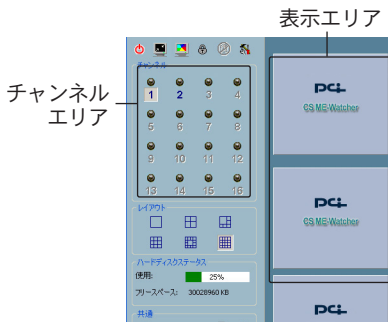 表示エリア
チャンネル
エリア
チャンネル
1 2 3 4
5 6 7 8
9 10 11 12
13 14 15 16
レイアウト
ハードディスクステータス
使用: 25%
フリースペース: 30028960 KB
共通
PCi
CS ME-Watcher
PCi
CS ME-Watcher
PCi